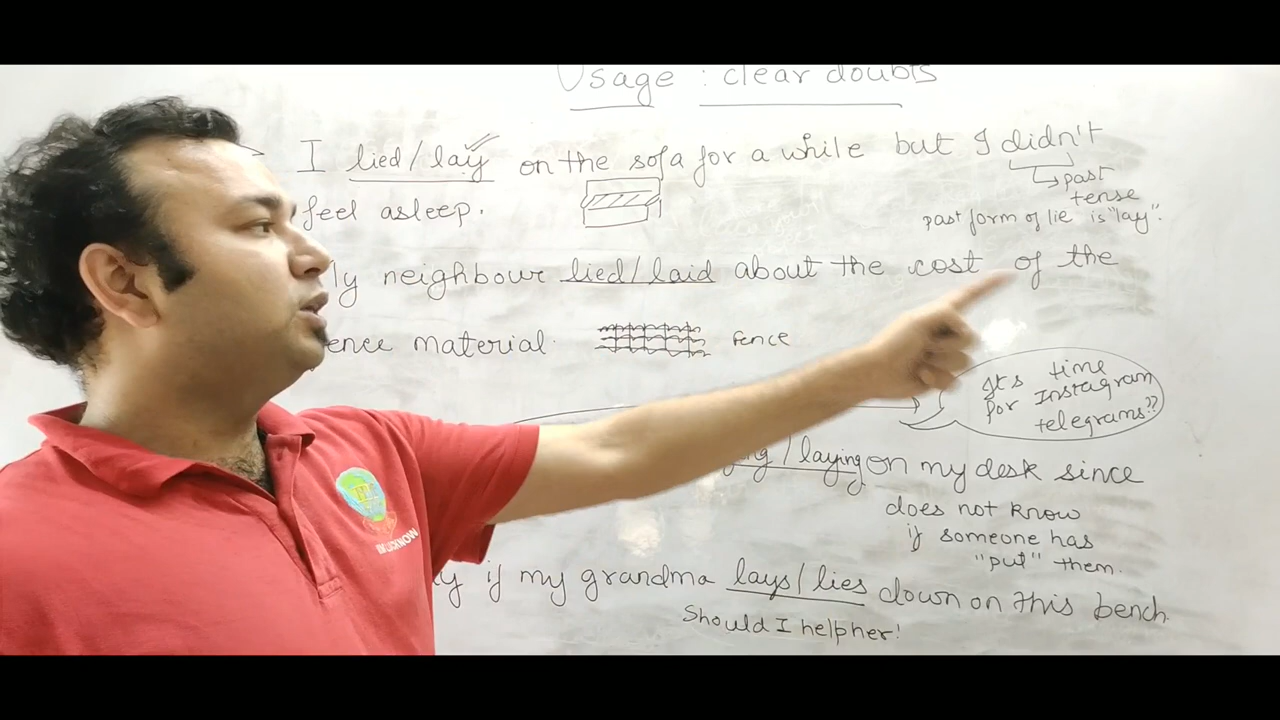 Usage : clear doubts
I lied/lay on the sofa for a while but I didn't
past
tense
feel asleep.
past form of lie is "lay".
neighbour lied/laid about the cost of the
material. fence
Its time
for Instagram
telegrams??
/laying on my desk since
does not know
if someone has
"put" them.
if my grandma lays/lies down on this bench.
Should I help her!
LUCKNOW